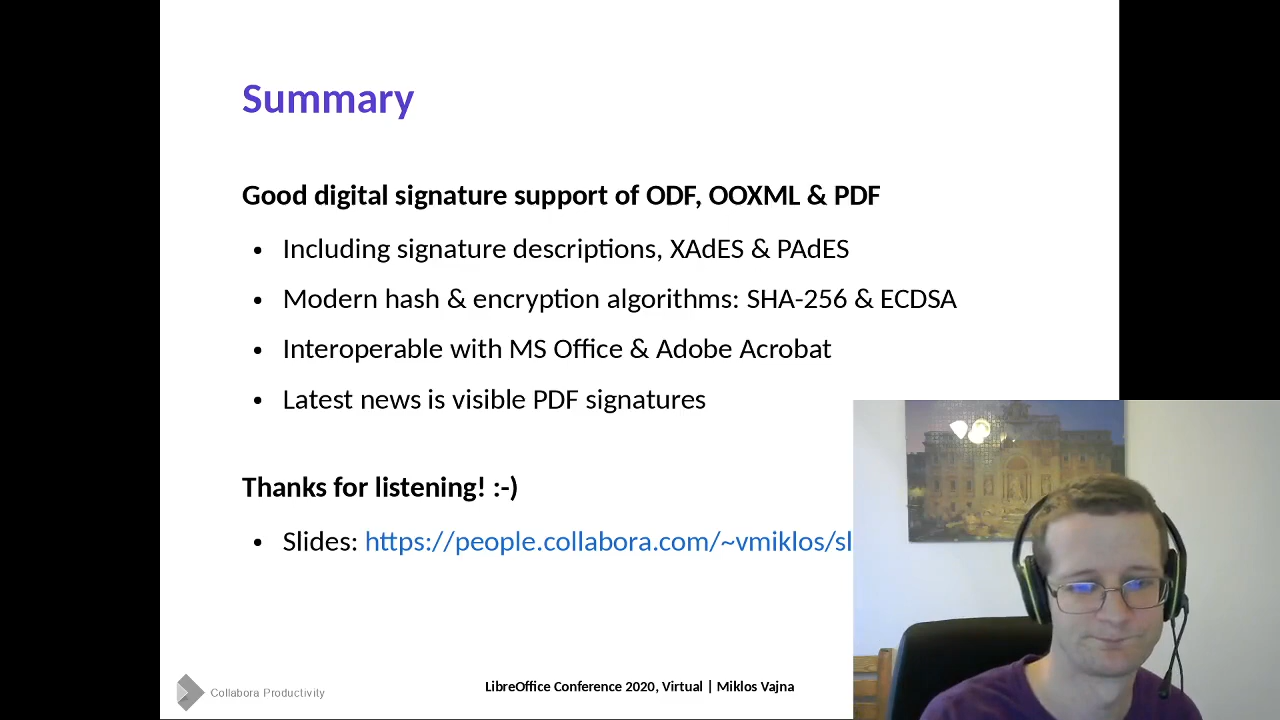 Summary
Good digital signature support of ODF, OOXML & PDF
• Including signature descriptions, XAdES & PAdES
• Modern hash & encryption algorithms: SHA-256 & ECDSA
• Interoperable with MS Office & Adobe Acrobat
• Latest news is visible PDF signatures
Thanks for listening! :-)
• Slides: https://people.collabora.com/~vmiklos/sl
Collabora Productivity
LibreOffice Conference 2020, Virtual | Miklos Vajna